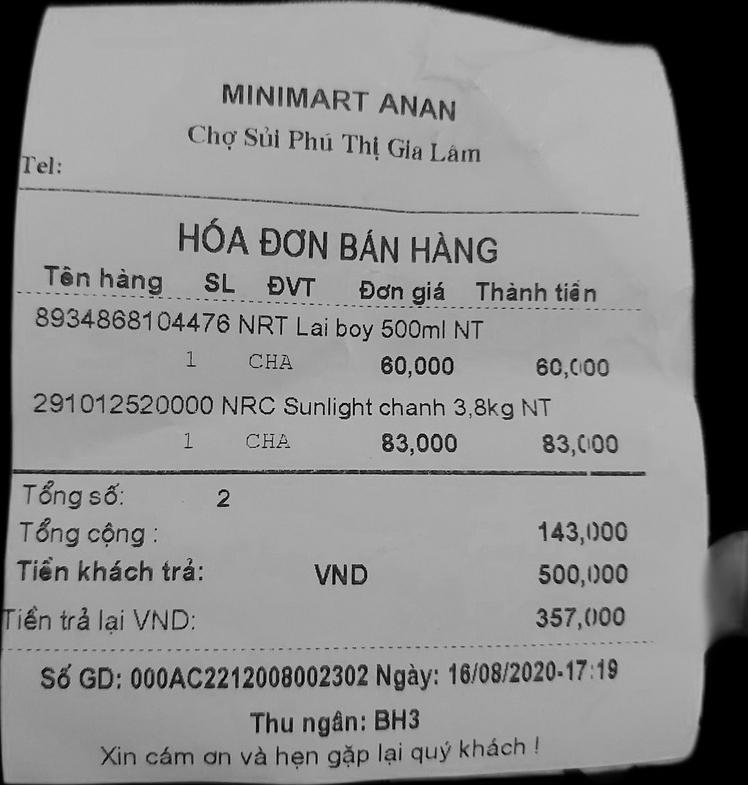 MINIMART ANAN
Chợ Sủi Phú Thị Gia Lâm
Tel:
HÓA ĐƠN BÁN HÀNG
Tên hàng SL ĐVT Đơn giá Thành tiền
8934868104476 NRT Lai boy 500ml NT
1 CHA 60,000 60,000
291012520000 NRC Sunlight chanh 3,8kg NT
1 CHA 83,000 83,000
Tổng số: 2
Tổng cộng : 143,000
Tiền khách trả: VND 500,000
Tiền trả lại VND: 357,000
Số GD: 000AC2212008002302 Ngày: 16/08/2020-17:19
Thu ngân: BH3
Xin cám ơn và hẹn gặp lại quý khách !